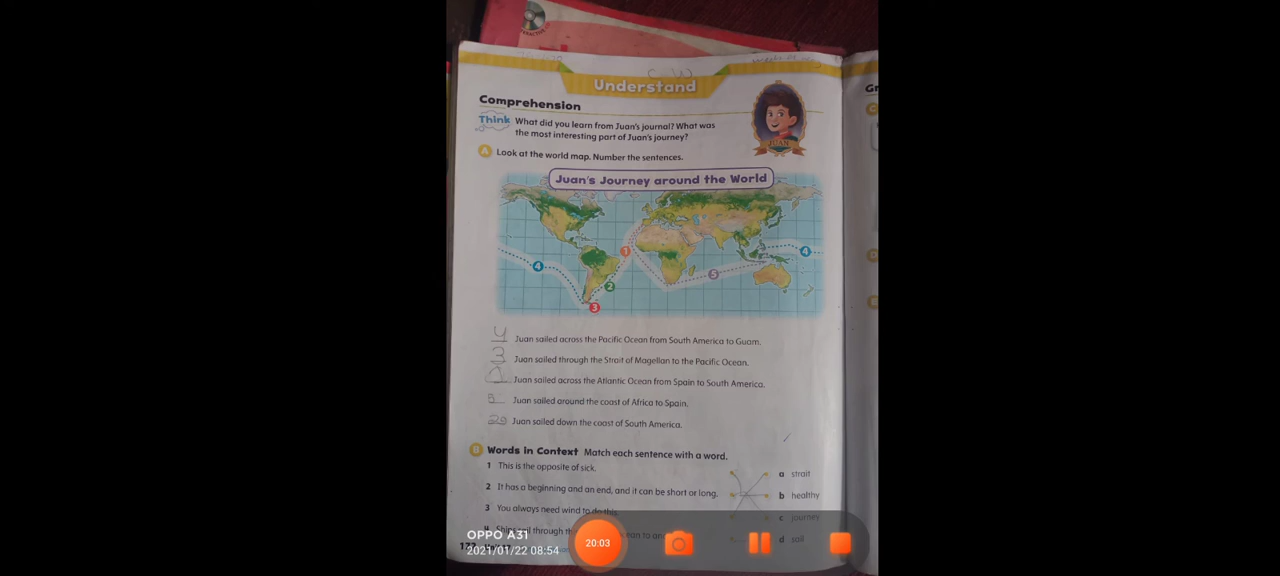 C W
Understand
Comprehension
Think What did you learn from Juan's journal? What was
the most interesting part of Juan's journey?
JUAN
A Look at the world map. Number the sentences.
Juan's Journey around the World
1
4
4
5
2
3
4 Juan sailed across the Pacific Ocean from South America to Guam.
3 Juan sailed through the Strait of Magellan to the Pacific Ocean.
1 Juan sailed across the Atlantic Ocean from Spain to South America.
5 Juan sailed around the coast of Africa to Spain.
2 Juan sailed down the coast of South America.
B Words in Context Match each sentence with a word.
1 This is the opposite of sick.
a strait
2 It has a beginning and an end, and it can be short or long.
b healthy
3 You always need wind to do this.
c journey
4 Ships sail through
d sail
OPPO A31
2021/01/22 08:54
20:03